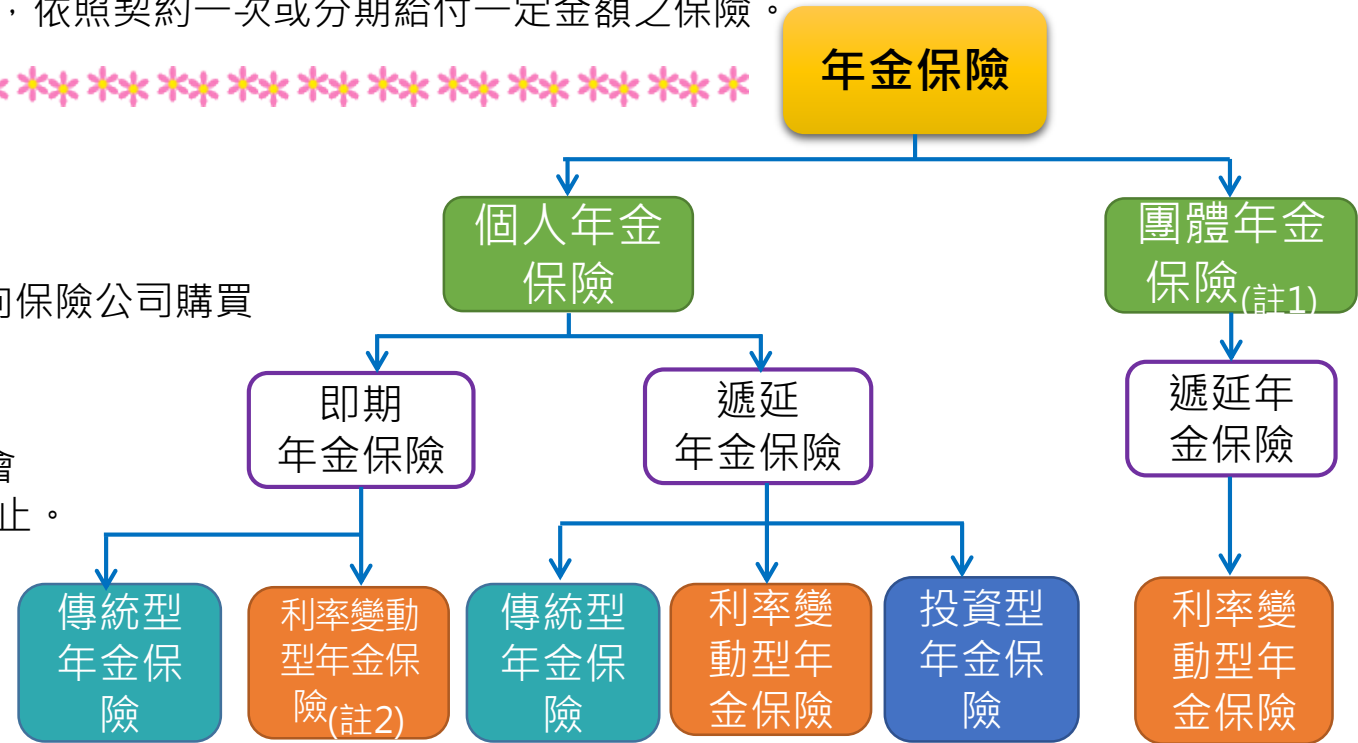 ，依照契約一次或分期給付一定金額之保險。
年金保險
個人年金
保險
團體年金
保險(註1)
向保險公司購買
即期
年金保險
遞延
年金保險
遞延年
金保險
會
止。
傳統型
年金保
險
利率變動
型年金保
險(註2)
傳統型
年金保
險
利率變
動型年
金保險
投資型
年金保
險
利率變
動型年
金保險